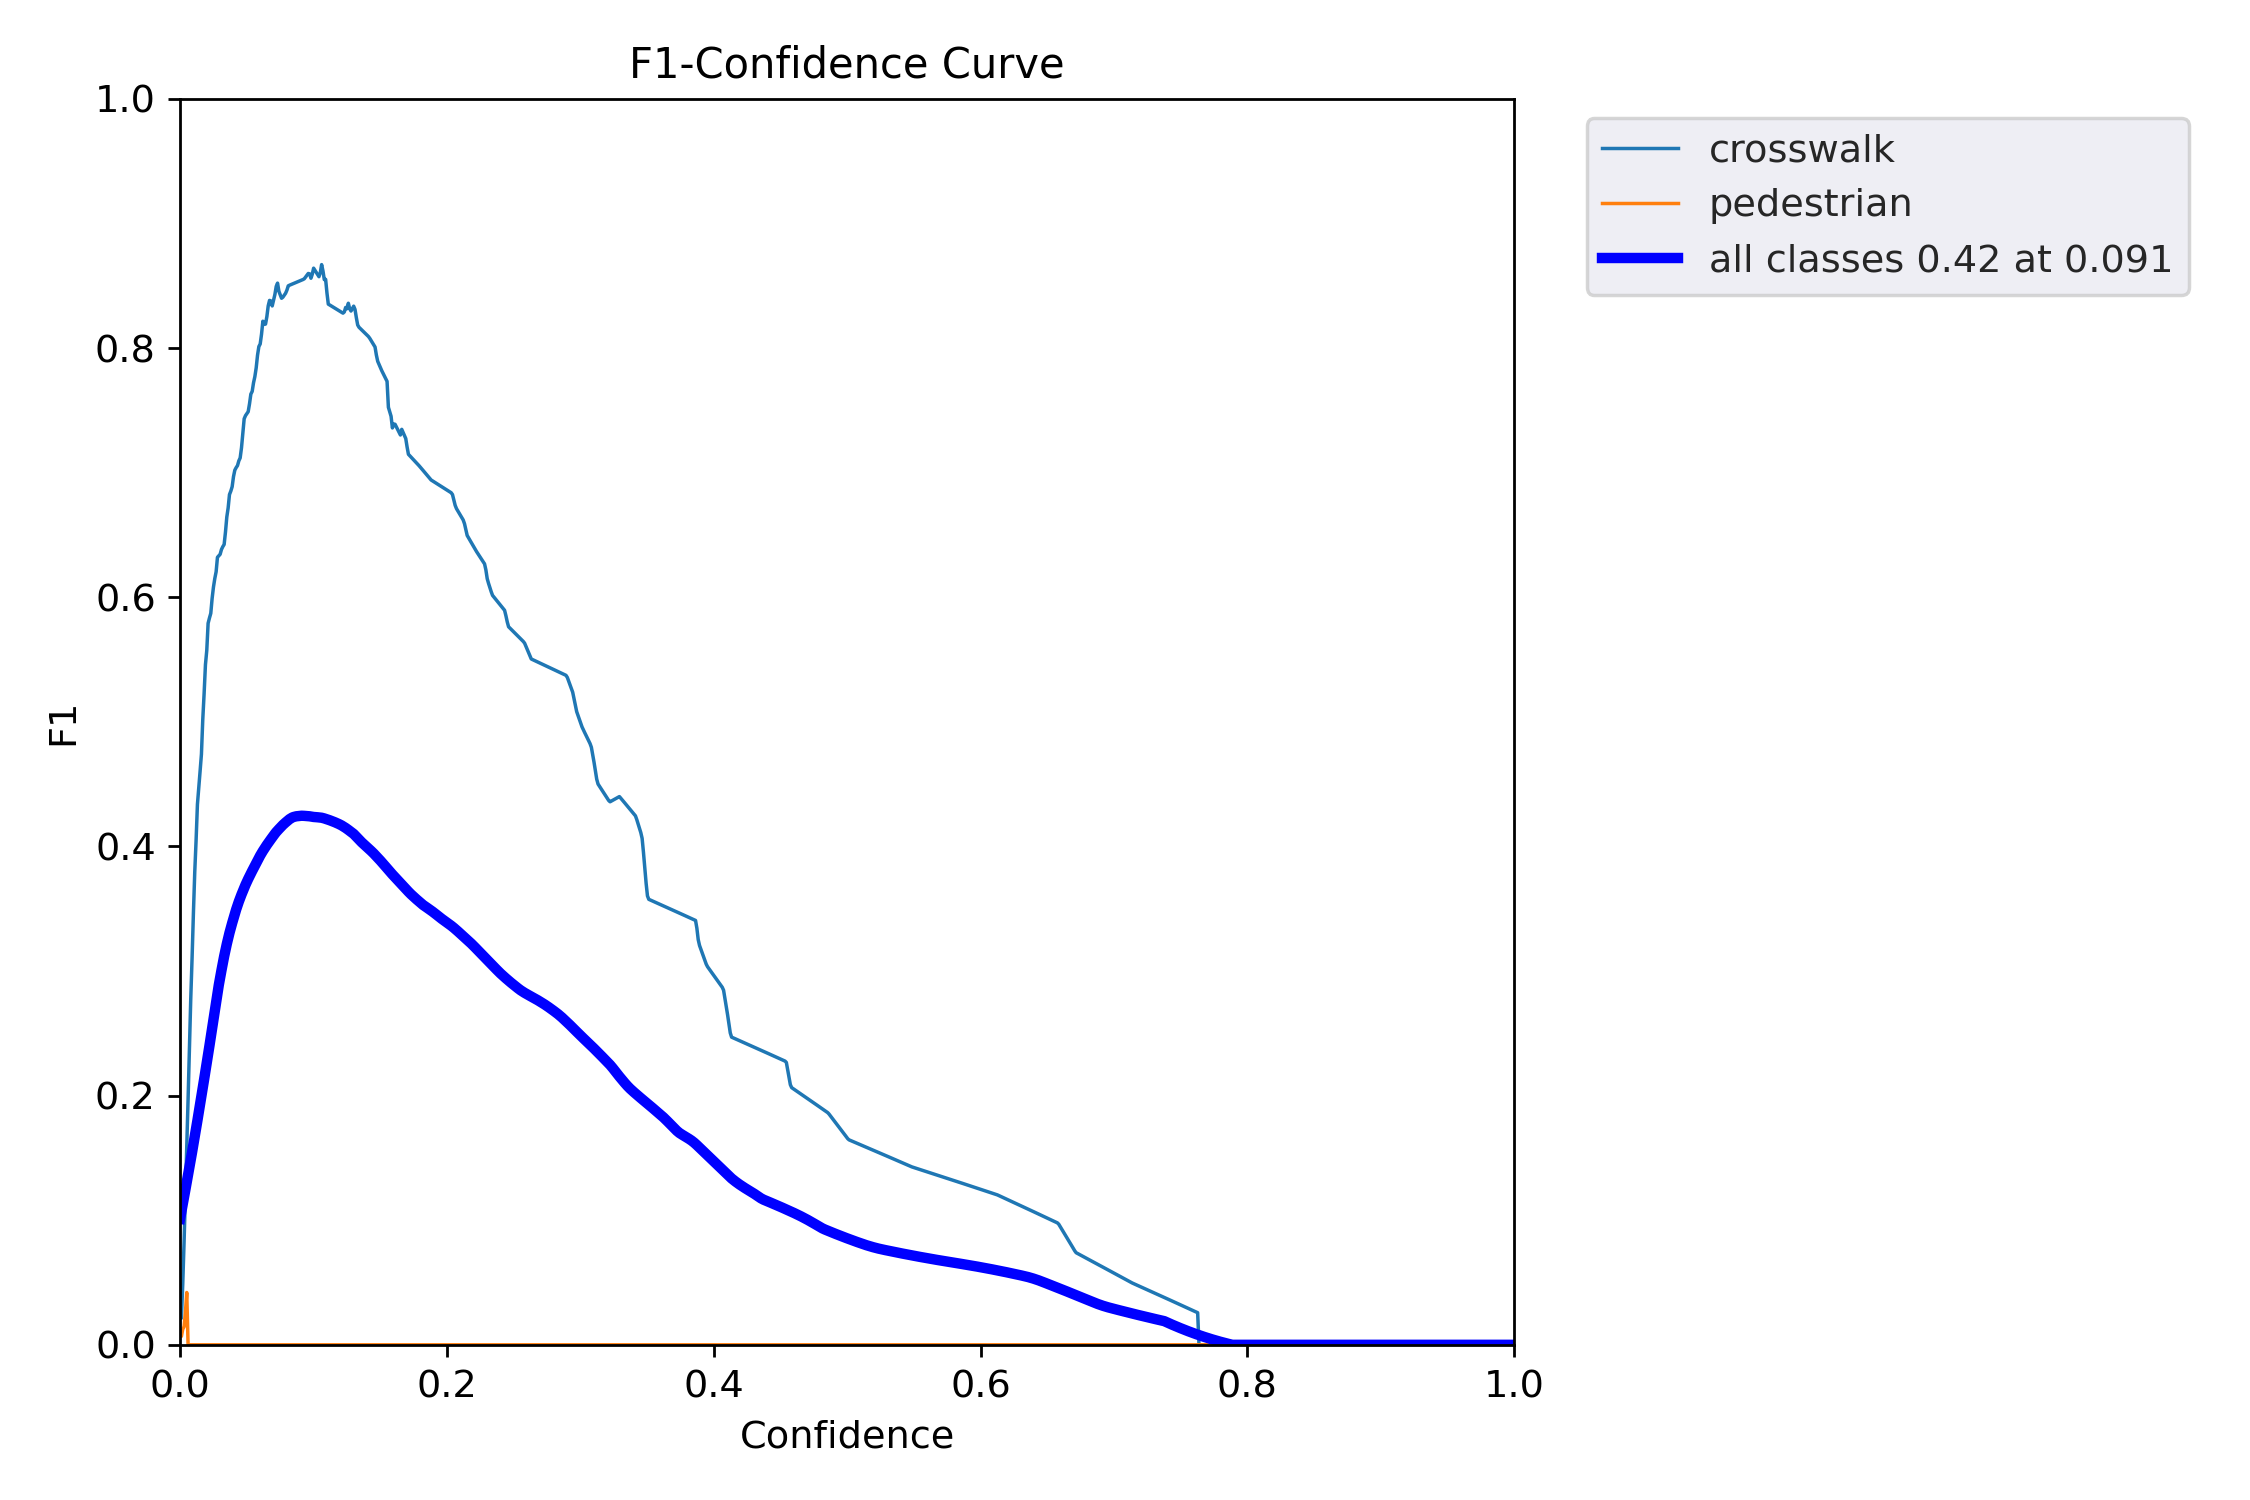 F1-Confidence Curve
1.0
0.8
0.6
0.4
0.2
0.0
F1
0.0 0.2 0.4 0.6 0.8 1.0
Confidence
crosswalk
pedestrian
all classes 0.42 at 0.091